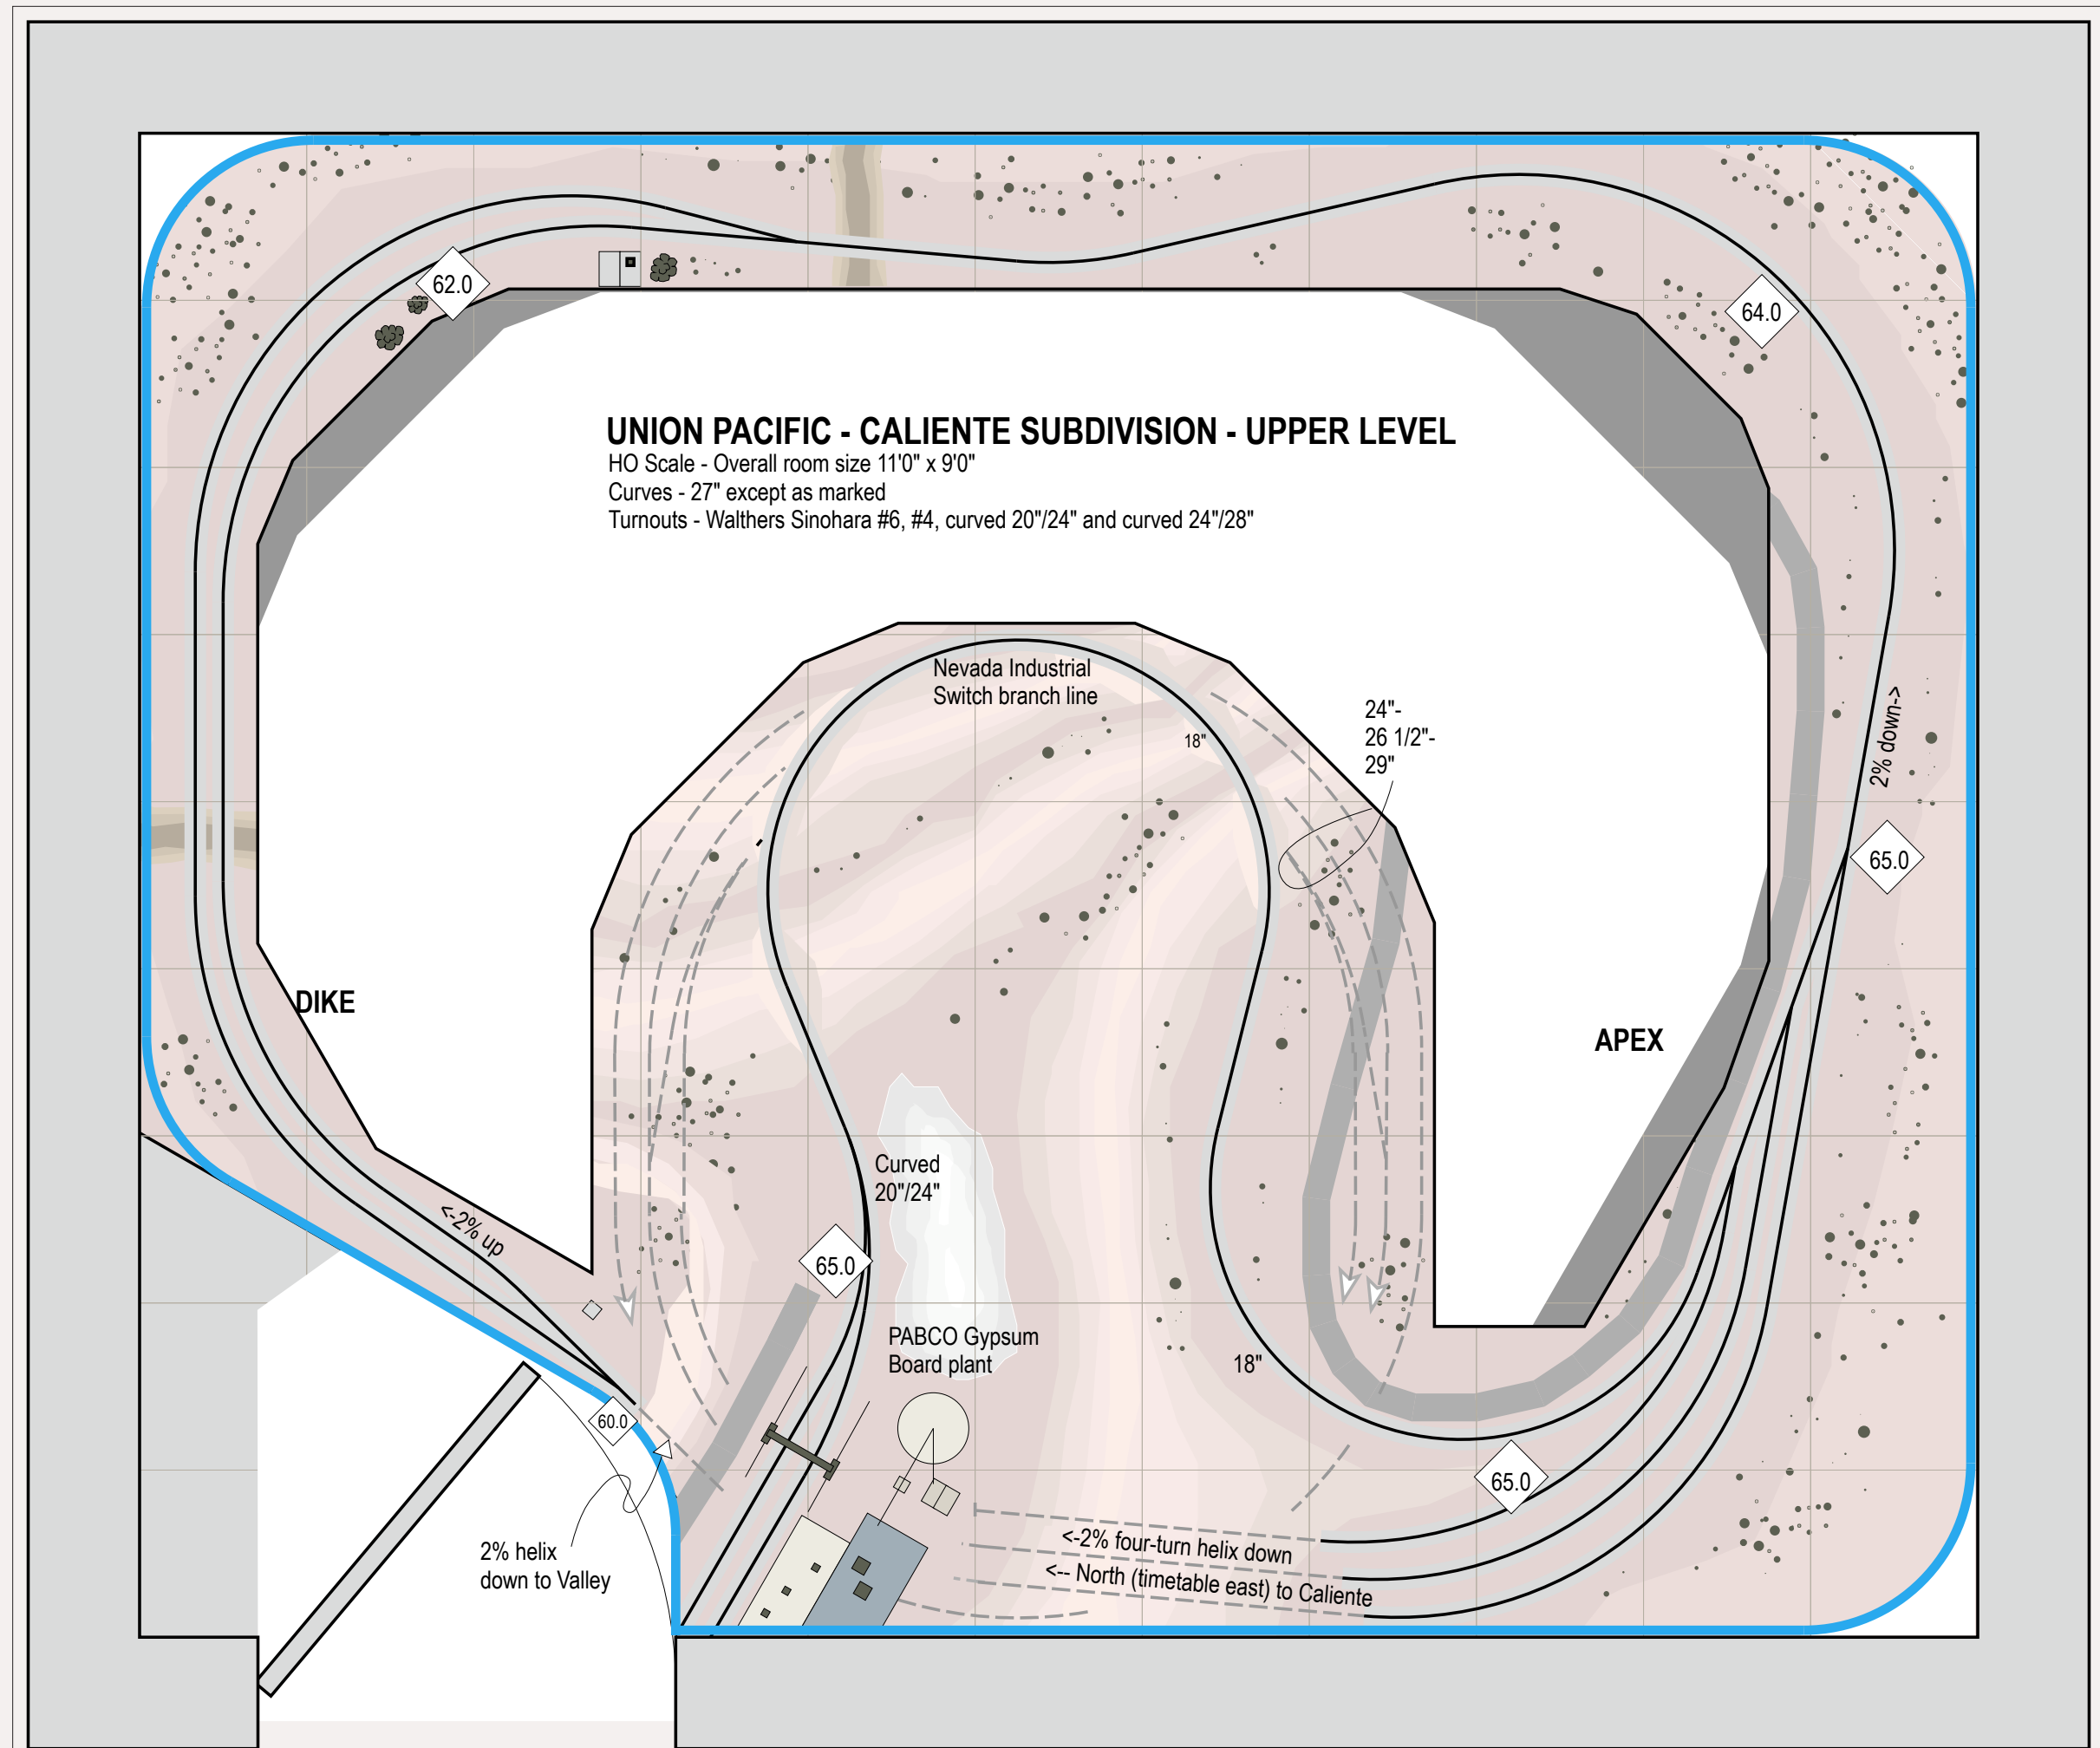 62.0
64.0
UNION PACIFIC - CALIENTE SUBDIVISION - UPPER LEVEL
HO Scale - Overall room size 11'0" x 9'0"
Curves - 27" except as marked
Turnouts - Walthers Sinohara #6, #4, curved 20"/24" and curved 24"/28"
Nevada Industrial
Switch branch line
18"
24"-
26 1/2"-
29"
2% down->
65.0
DIKE
APEX
Curved
20"/24"
<-2% up
65.0
PABCO Gypsum
Board plant
18"
60.0
65.0
2% helix
down to Valley
<-2% four-turn helix down
<-- North (timetable east) to Caliente